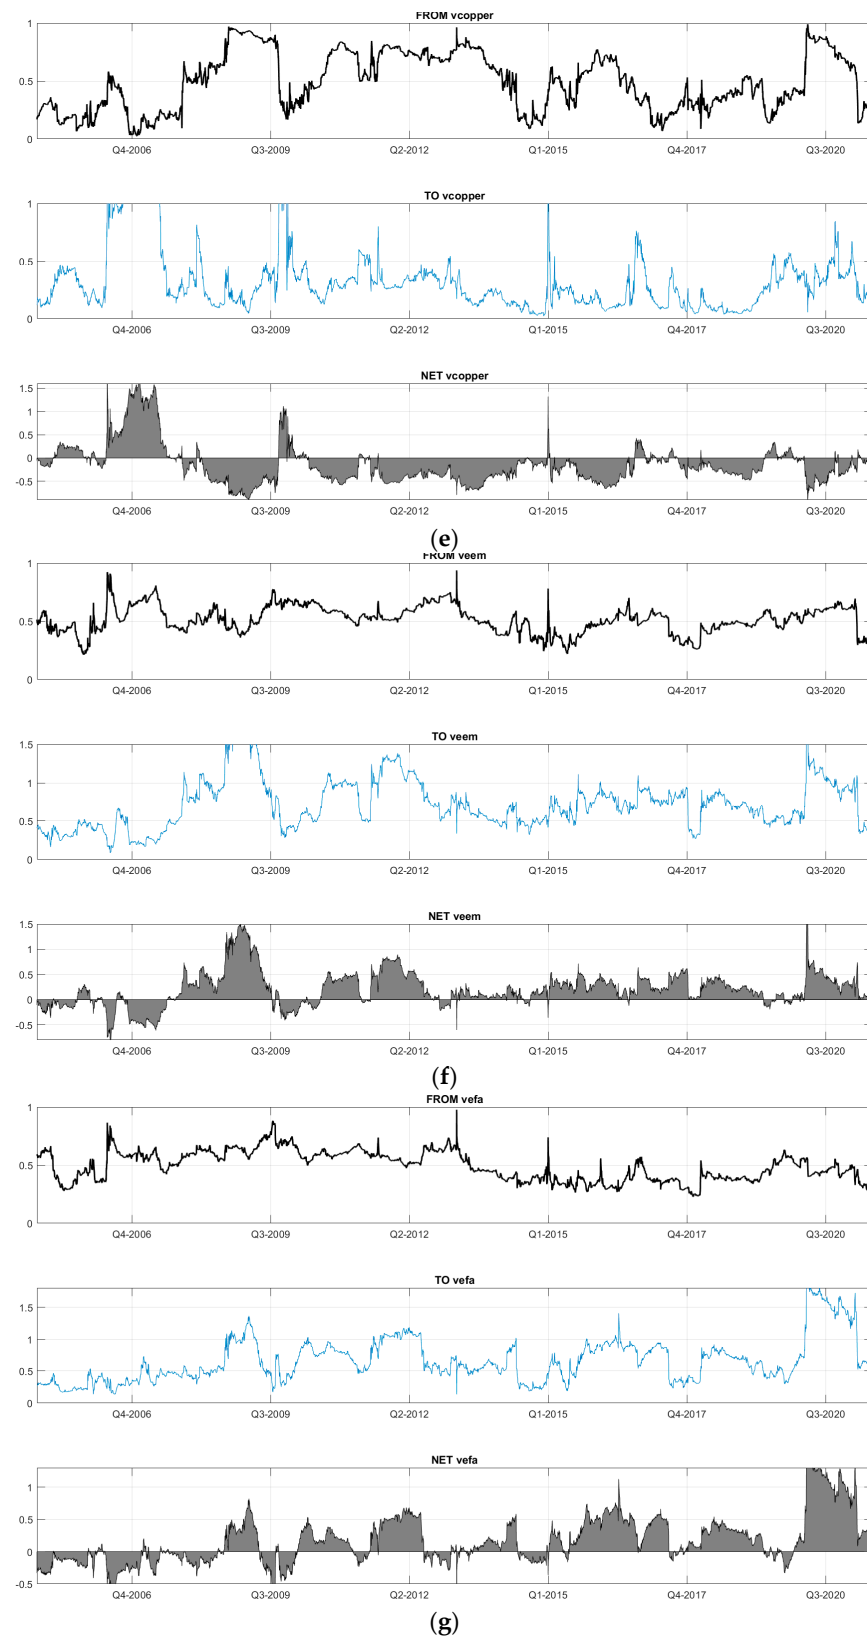 FROM vcopper
1
0.5
0
Q4-2006 Q3-2009 Q2-2012 Q1-2015 Q4-2017 Q3-2020
TO vcopper
1
0.5
0
Q4-2006 Q3-2009 Q2-2012 Q1-2015 Q4-2017 Q3-2020
NET vcopper
1.5
1
0.5
0
-0.5
Q4-2006 Q3-2009 Q2-2012 Q1-2015 Q4-2017 Q3-2020
(e)
FROM veem
1
0.5
0
Q4-2006 Q3-2009 Q2-2012 Q1-2015 Q4-2017 Q3-2020
TO veem
1.5
1
0.5
0
Q4-2006 Q3-2009 Q2-2012 Q1-2015 Q4-2017 Q3-2020
NET veem
1.5
1
0.5
0
-0.5
Q4-2006 Q3-2009 Q2-2012 Q1-2015 Q4-2017 Q3-2020
(f)
FROM vefa
1
0.5
0
Q4-2006 Q3-2009 Q2-2012 Q1-2015 Q4-2017 Q3-2020
TO vefa
1.5
1
0.5
0
Q4-2006 Q3-2009 Q2-2012 Q1-2015 Q4-2017 Q3-2020
NET vefa
1
0.5
0
-0.5
Q4-2006 Q3-2009 Q2-2012 Q1-2015 Q4-2017 Q3-2020
(g)